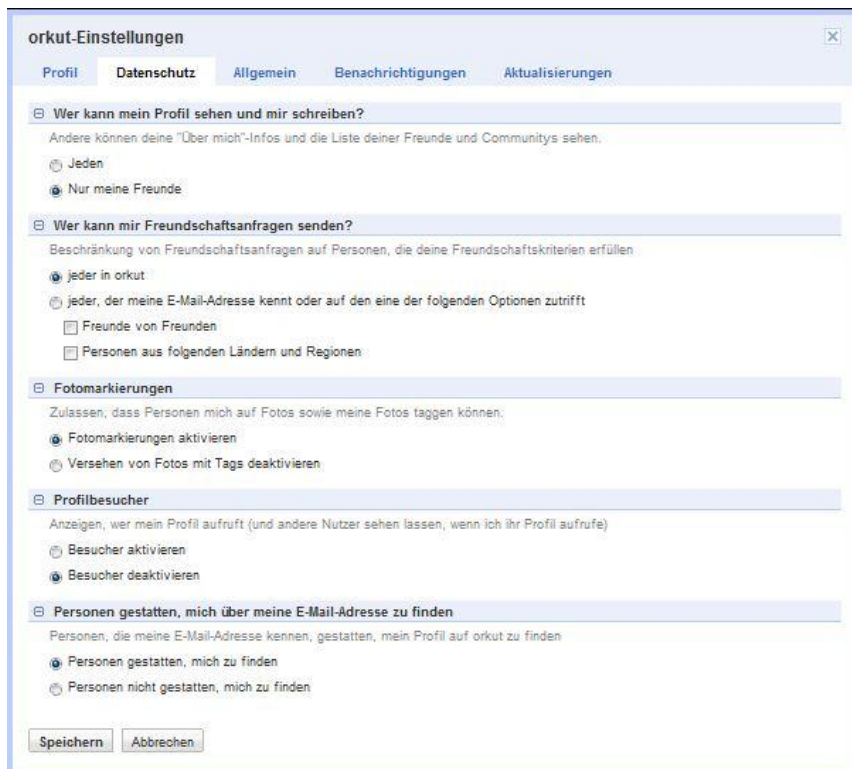 orkut-Einstellungen
Profil Datenschutz Allgemein Benachrichtigungen Aktualisierungen
Wer kann mein Profil sehen und mir schreiben?
Andere können deine "Über mich"-Infos und die Liste deiner Freunde und Communitys sehen.
Jeden
Nur meine Freunde
Wer kann mir Freundschaftsanfragen senden?
Beschränkung von Freundschaftsanfragen auf Personen, die deine Freundschaftskriterien erfüllen
jeder in orkut
jeder, der meine E-Mail-Adresse kennt oder auf den eine der folgenden Optionen zutrifft
Freunde von Freunden
Personen aus folgenden Ländern und Regionen
Fotomarkierungen
Zulassen, dass Personen mich auf Fotos sowie meine Fotos taggen können.
Fotomarkierungen aktivieren
Versehen von Fotos mit Tags deaktivieren
Profilbesucher
Anzeigen, wer mein Profil aufruft (und andere Nutzer sehen lassen, wenn ich ihr Profil aufrufe)
Besucher aktivieren
Besucher deaktivieren
Personen gestatten, mich über meine E-Mail-Adresse zu finden
Personen, die meine E-Mail-Adresse kennen, gestatten, mein Profil auf orkut zu finden
Personen gestatten, mich zu finden
Personen nicht gestatten, mich zu finden
Speichern Abbrechen